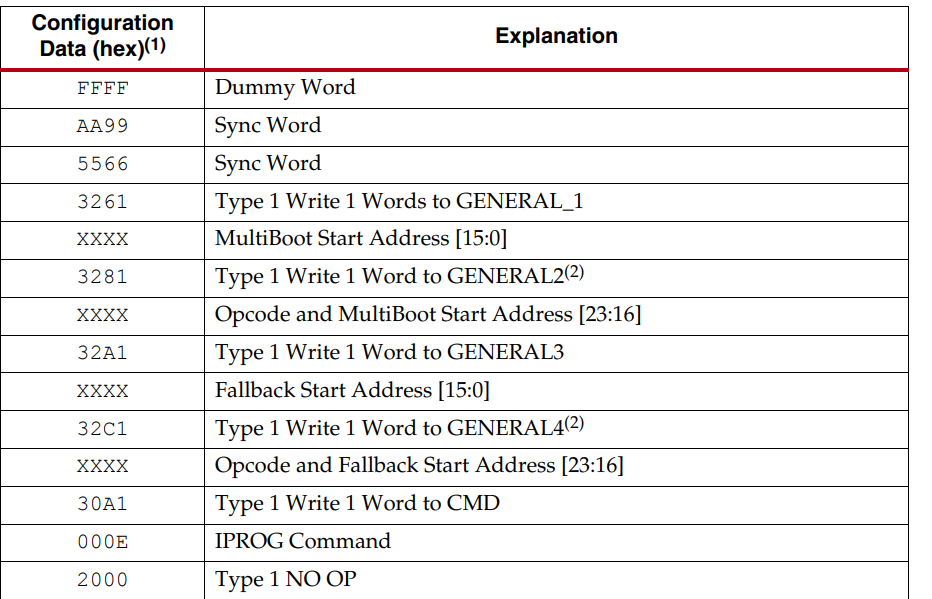 Configuration Data (hex)(1) Explanation
FFFF Dummy Word
AA99 Sync Word
5566 Sync Word
3261 Type 1 Write 1 Words to GENERAL_1
XXXX MultiBoot Start Address [15:0]
3281 Type 1 Write 1 Word to GENERAL2(2)
XXXX Opcode and MultiBoot Start Address [23:16]
32A1 Type 1 Write 1 Word to GENERAL3
XXXX Fallback Start Address [15:0]
32C1 Type 1 Write 1 Word to GENERAL4(2)
XXXX Opcode and Fallback Start Address [23:16]
30A1 Type 1 Write 1 Word to CMD
000E IPROG Command
2000 Type 1 NO OP